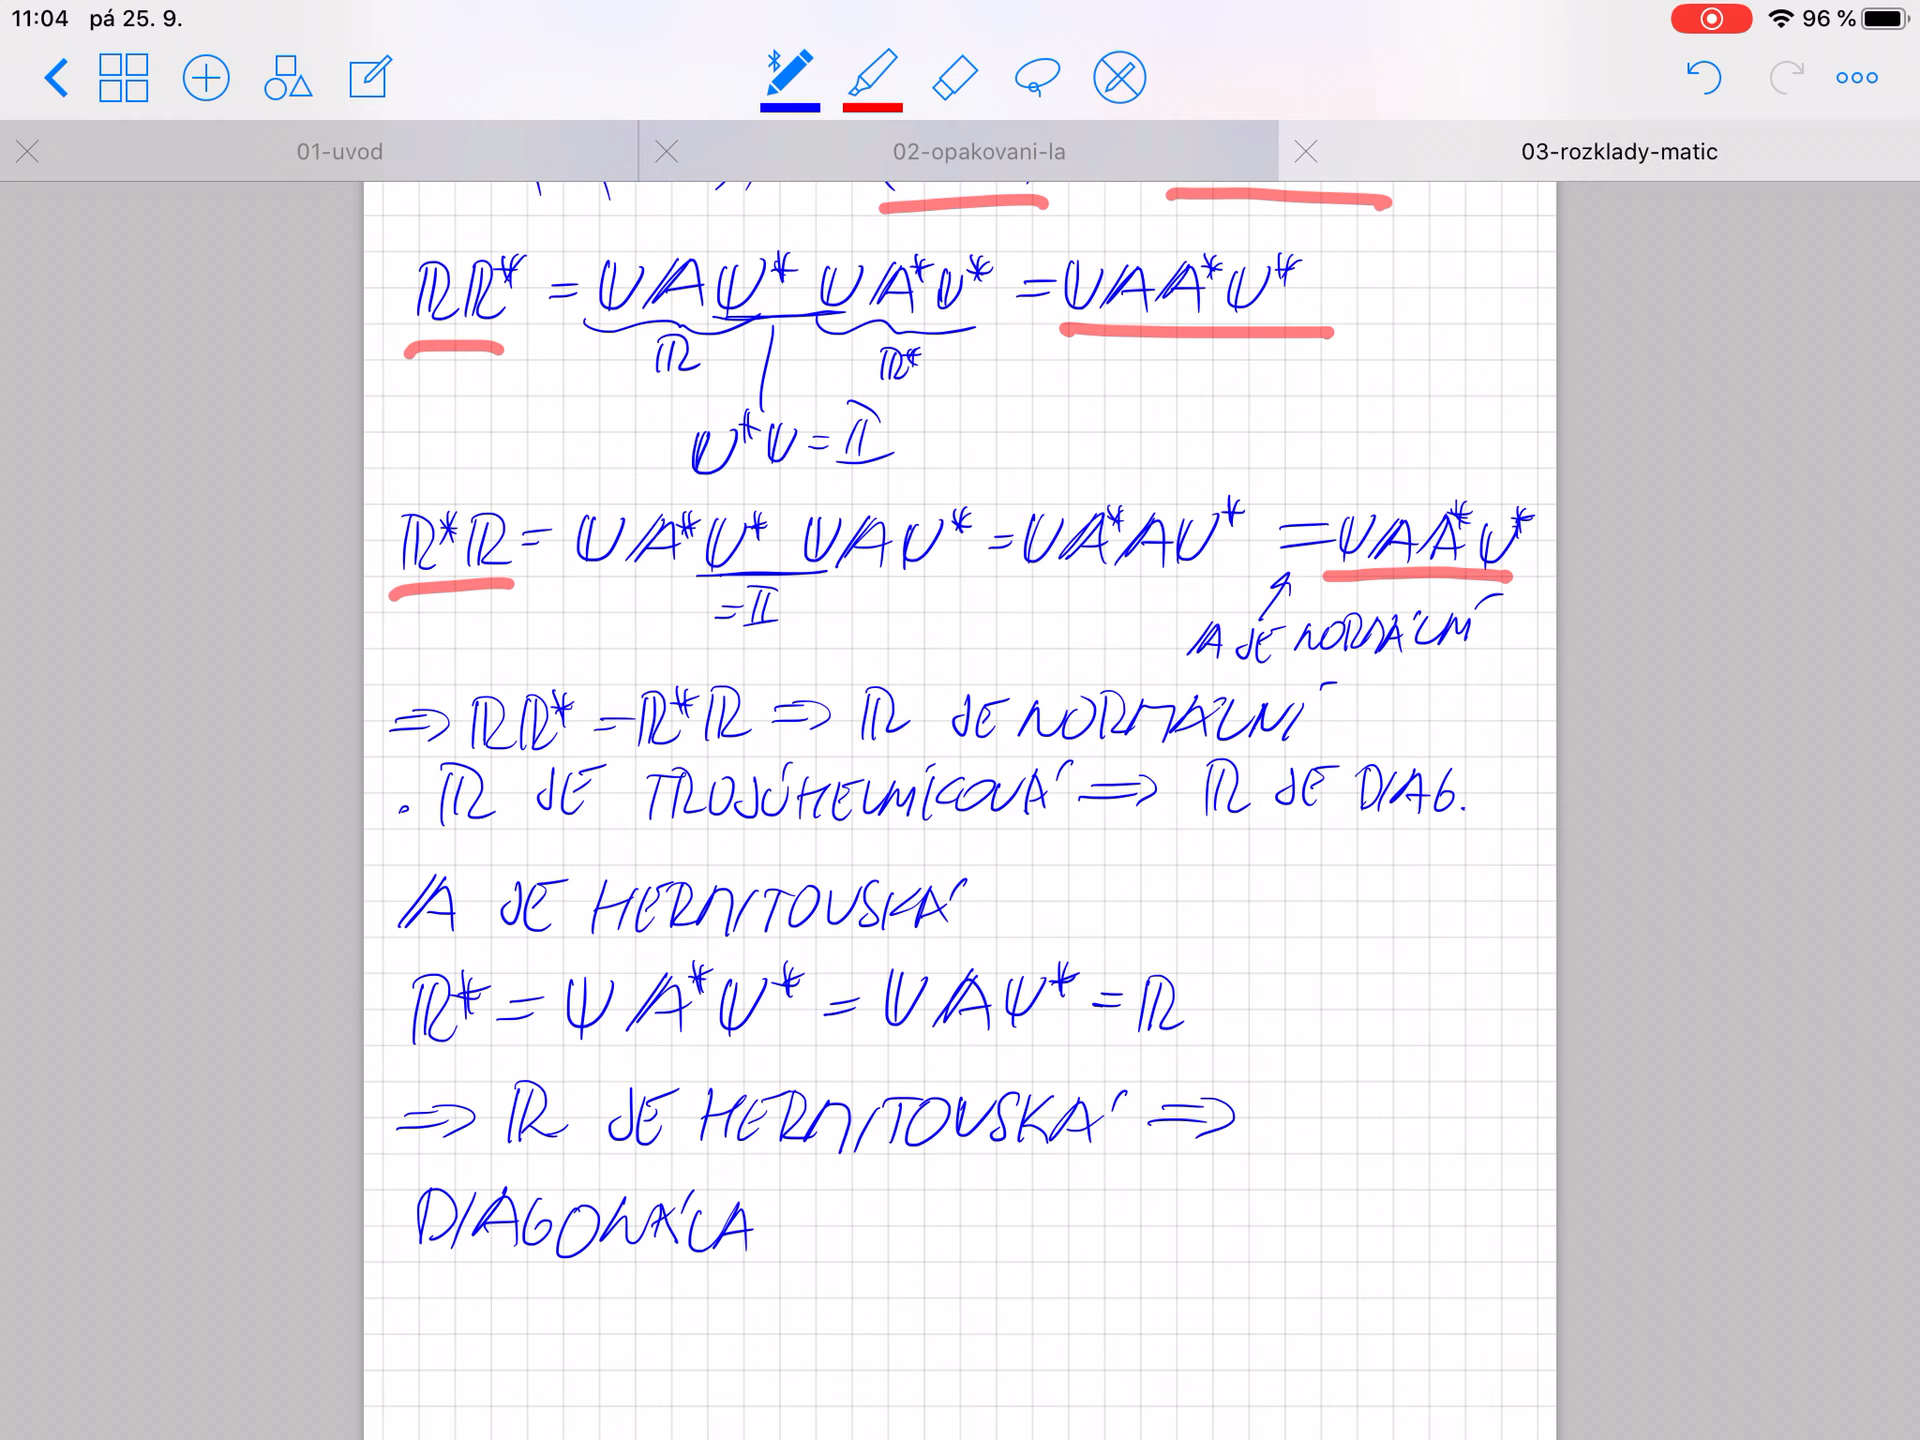 11:04 pá 25. 9. 96 %
01-uvod 02-opakovani-la 03-rozklady-matic
ℝℝ* = 𝕌𝔸𝕌* 𝕌𝔸*𝕌* = 𝕌𝔸𝔸*𝕌*
ℝ ℝ*
𝕌*𝕌 = 𝕀
ℝ*ℝ = 𝕌𝔸*𝕌* 𝕌𝔸𝕌* = 𝕌𝔸*𝔸𝕌* = 𝕌𝔸𝔸*𝕌*
= 𝕀
𝔸 JE NORMÁLNÍ
⇒ ℝℝ* = ℝ*ℝ ⇒ ℝ JE NORMÁLNÍ
. ℝ JE TROJÚHELNÍKOVÁ ⇒ ℝ JE DIAG.
𝔸 JE HERMITOVSKÁ
ℝ* = 𝕌𝔸*𝕌* = 𝕌𝔸𝕌* = ℝ
⇒ ℝ JE HERMITOVSKÁ ⇒
DIAGONÁLA